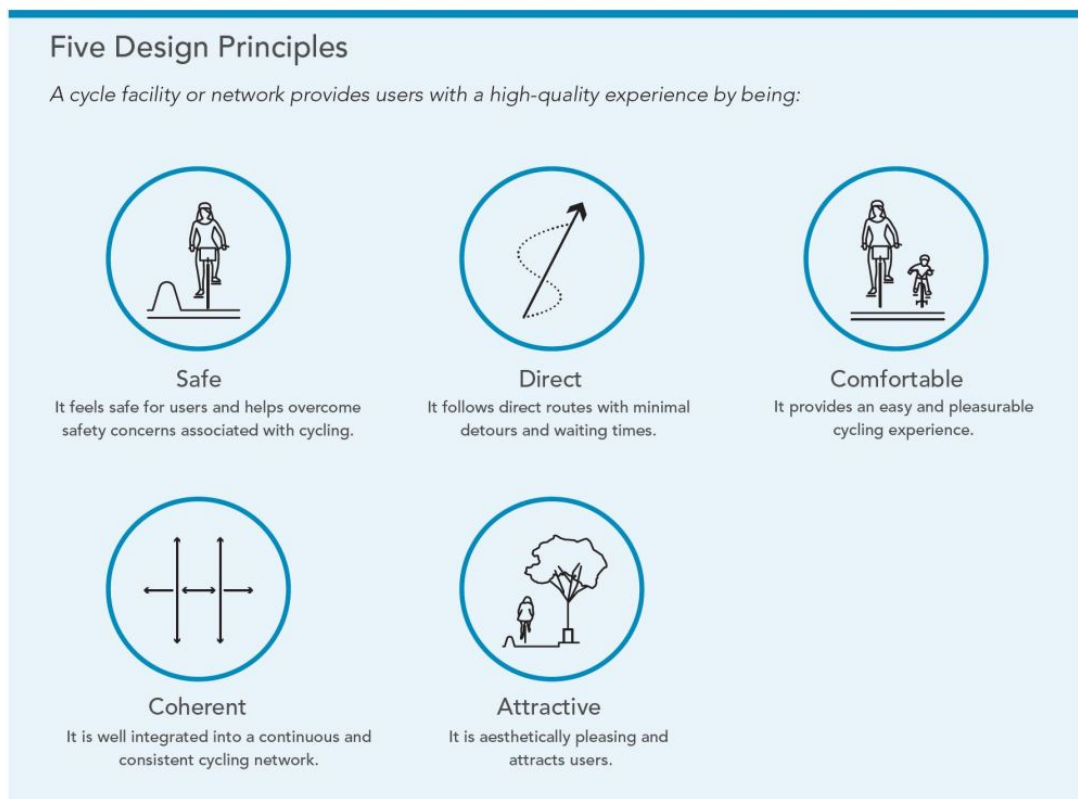 Five Design Principles
A cycle facility or network provides users with a high-quality experience by being:
Safe
It feels safe for users and helps overcome
safety concerns associated with cycling.
Direct
It follows direct routes with minimal
detours and waiting times.
Comfortable
It provides an easy and pleasurable
cycling experience.
Coherent
It is well integrated into a continuous and
consistent cycling network.
Attractive
It is aesthetically pleasing and
attracts users.